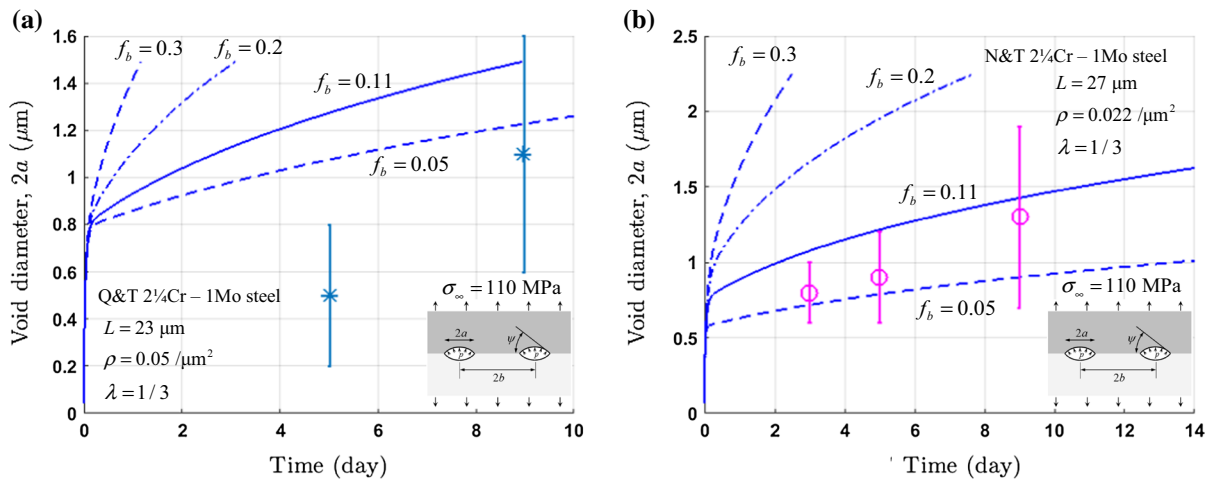 (a)
1.6
1.4
1.2
1
0.8
0.6
0.4
0.2
0
Void diameter, 2a (μm)
f_b = 0.3
f_b = 0.2
f_b = 0.11
f_b = 0.05
Q&T 2¼Cr – 1Mo steel
L = 23 μm
ρ = 0.05 /μm²
λ = 1/3
σ∞ = 110 MPa
2a
ψ
p
p
2b
0 2 4 6 8 10
Time (day)
(b)
2.5
2
1.5
1
0.5
0
Void diameter, 2a (μm)
f_b = 0.3
f_b = 0.2
N&T 2¼Cr – 1Mo steel
L = 27 μm
ρ = 0.022 /μm²
λ = 1/3
f_b = 0.11
f_b = 0.05
σ∞ = 110 MPa
2a
ψ
p
p
2b
0 2 4 6 8 10 12 14
Time (day)